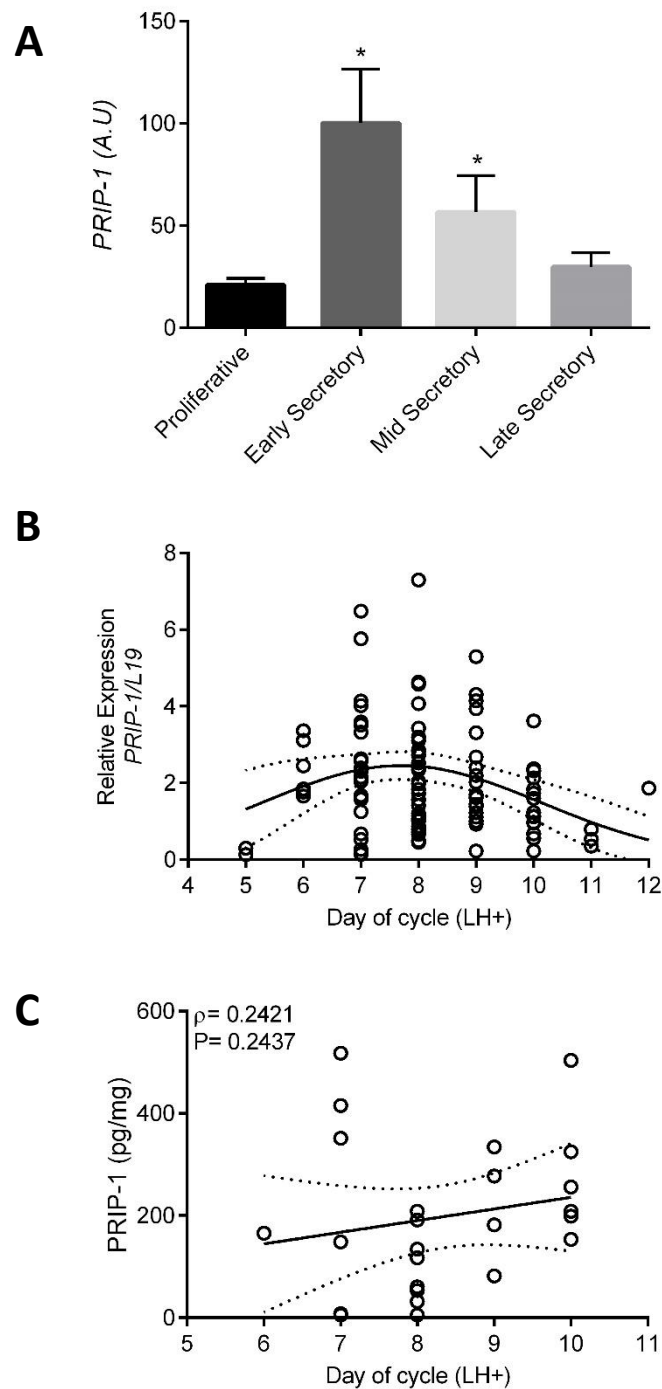 A
PRIP-1 (A.U)
150
100
50
0
*
*
Proliferative
Early Secretory
Mid Secretory
Late Secretory
B
Relative Expression
PRIP-1/L19
8
6
4
2
0
4 5 6 7 8 9 10 11 12
Day of cycle (LH+)
C
ρ= 0.2421
P= 0.2437
PRIP-1 (pg/mg)
600
400
200
0
5 6 7 8 9 10 11
Day of cycle (LH+)